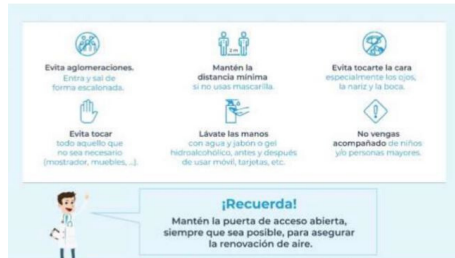 Evita aglomeraciones.
Entra y sal de
forma escalonada.
2 m
Mantén la
distancia mínima
si no usas mascarilla.
Evita tocarte la cara
especialmente los ojos,
la nariz y la boca.
Evita tocar
todo aquello que
no sea necesario
(mostrador, muebles, ...).
Lávate las manos
con agua y jabón o gel
hidroalcohólico, antes y después
de usar móvil, tarjetas, etc.
No vengas
acompañado de niños
y/o personas mayores.
¡Recuerda!
Mantén la puerta de acceso abierta,
siempre que sea posible, para asegurar
la renovación de aire.